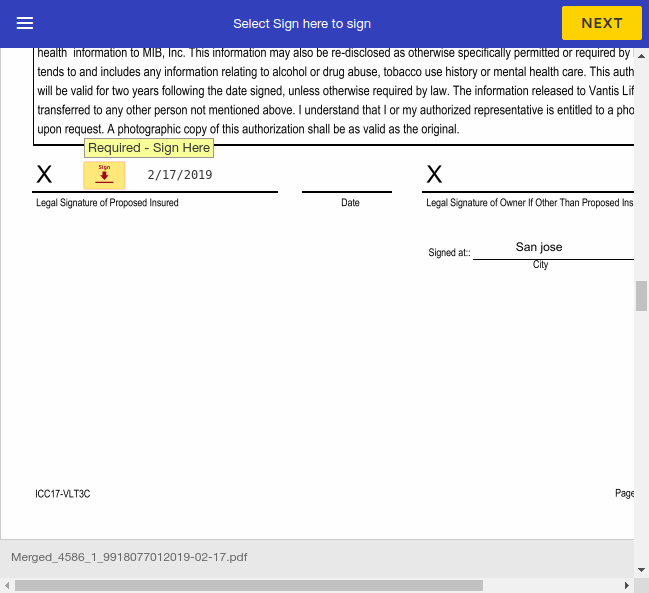 Select Sign here to sign
NEXT
health information to MIB, Inc. This information may also be re-disclosed as otherwise specifically permitted or required by
tends to and includes any information relating to alcohol or drug abuse, tobacco use history or mental health care. This auth
will be valid for two years following the date signed, unless otherwise required by law. The information released to Vantis Lif
transferred to any other person not mentioned above. I understand that I or my authorized representative is entitled to a pho
upon request. A photographic copy of this authorization shall be as valid as the original.
Required - Sign Here
X Sign 2/17/2019 X
Legal Signature of Proposed Insured Date Legal Signature of Owner If Other Than Proposed Ins
San jose
Signed at::
City
ICC17-VLT3C Page
Merged_4586_1_9918077012019-02-17.pdf